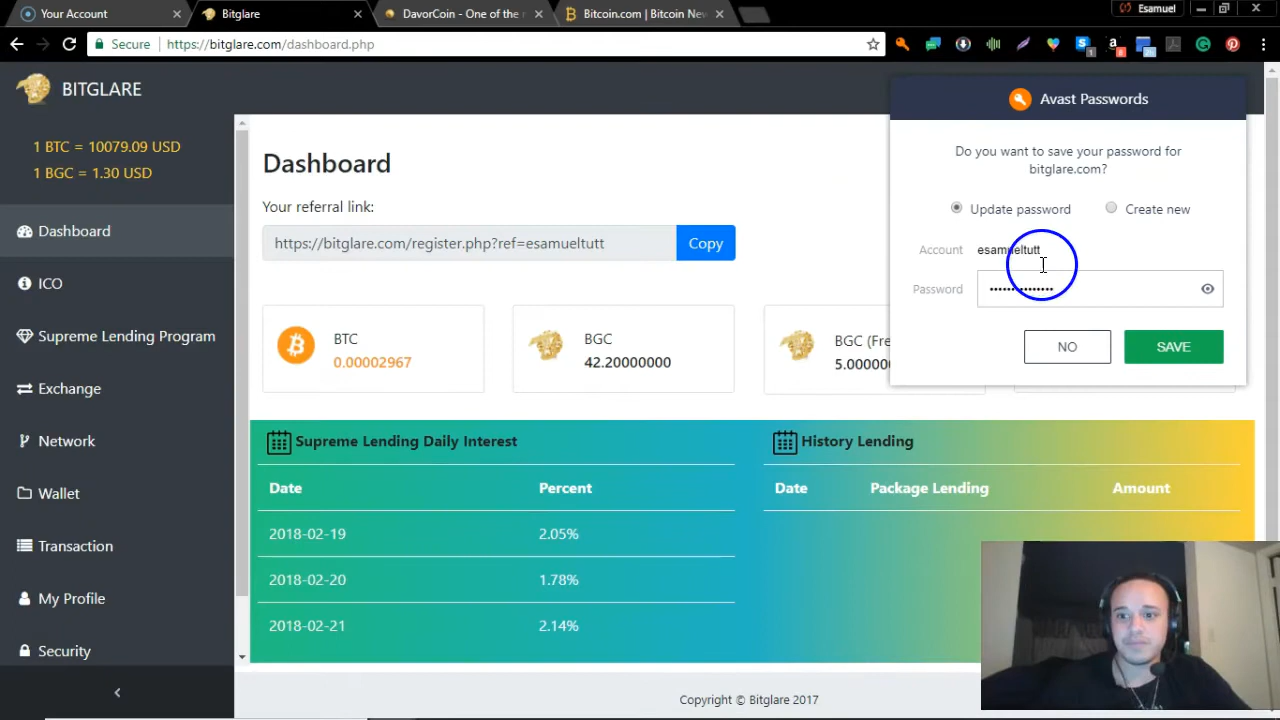 Your Account
Bitglare
DavorCoin - One of the
Bitcoin.com | Bitcoin Ne
Esamuel
Secure
https://bitglare.com/dashboard.php
BITGLARE
1 BTC = 10079.09 USD
1 BGC = 1.30 USD
Dashboard
ICO
Supreme Lending Program
Exchange
Network
Wallet
Transaction
My Profile
Security
Dashboard
Your referral link:
https://bitglare.com/register.php?ref=esamueltutt
Copy
BTC
0.00002967
BGC
42.20000000
BGC (Fre
5.00000
Avast Passwords
Do you want to save your password for
bitglare.com?
Update password
Create new
Account
esamueltutt
Password
NO
SAVE
Supreme Lending Daily Interest
Date Percent
2018-02-19 2.05%
2018-02-20 1.78%
2018-02-21 2.14%
History Lending
Date Package Lending Amount
Copyright © Bitglare 2017